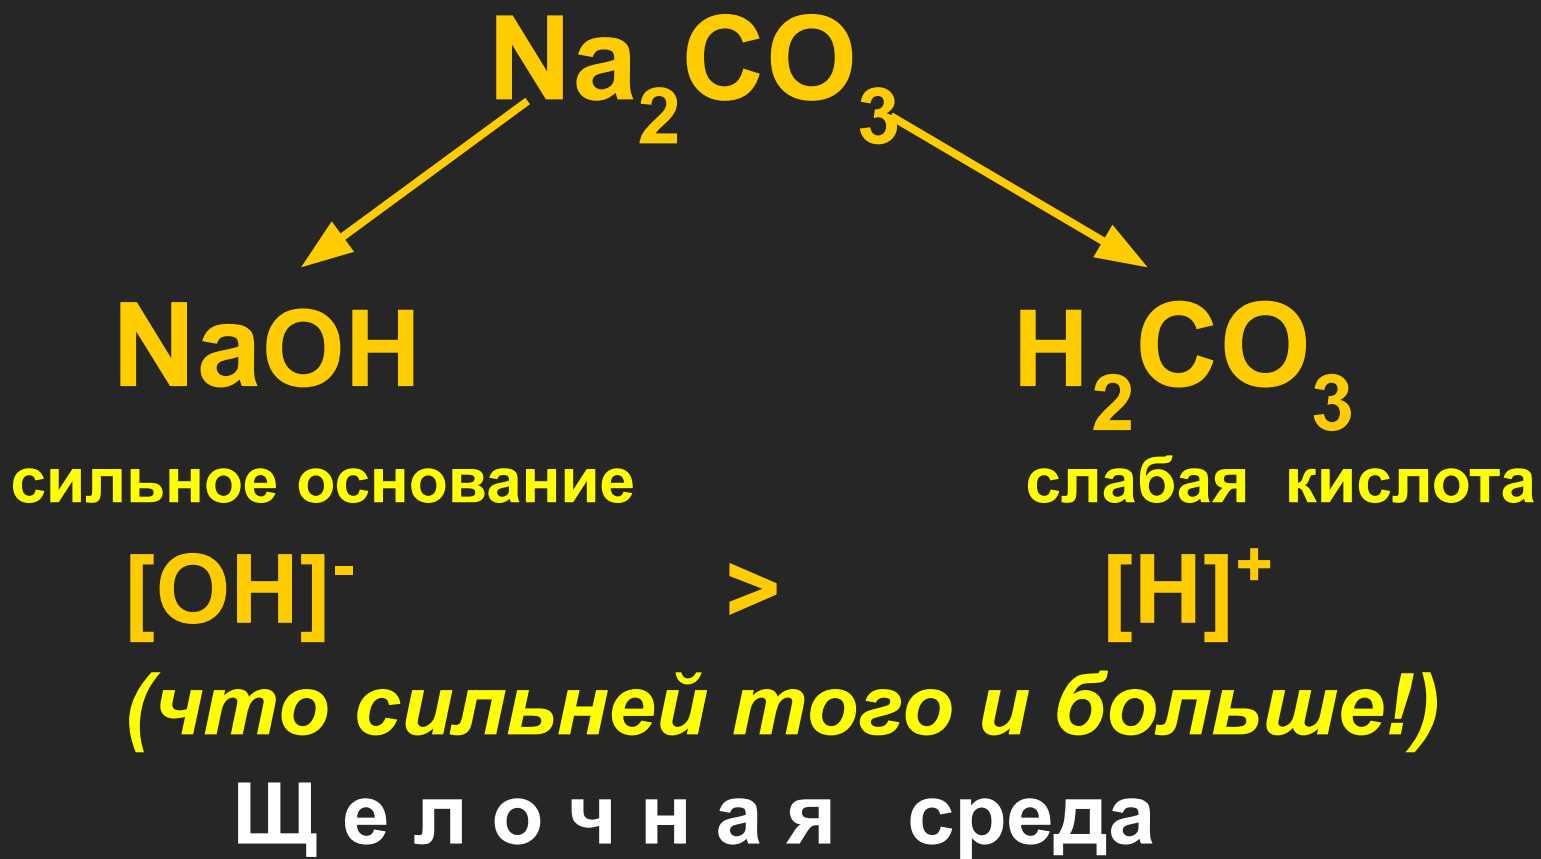 Na₂CO₃
NaOH H₂CO₃
сильное основание слабая кислота
[OH]⁻ > [H]⁺
(что сильней того и больше!)
Щ е л о ч н а я среда